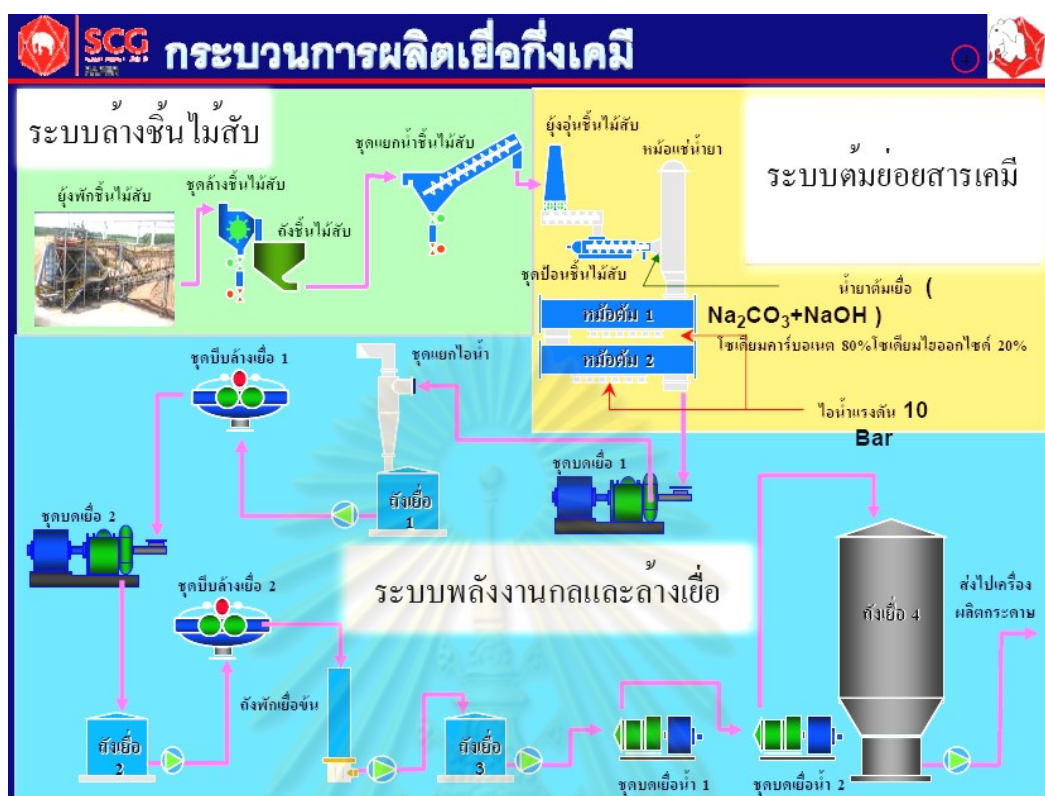 SCG
กระบวนการผลิตเยื่อกึ่งเคมี
ระบบล้างชิ้นไม้สับ
ยุ้งพักชิ้นไม้สับ
ชุดล้างชิ้นไม้สับ
ถังชิ้นไม้สับ
ชุดแยกน้ำชิ้นไม้สับ
ยุ้งอุ่นชิ้นไม้สับ
หม้อแช่น้ำยา
ระบบต้มย่อยสารเคมี
ชุดป้อนชิ้นไม้สับ
น้ำยาต้มเยื่อ (
Na₂CO₃+NaOH )
โซเดียมคาร์บอเนต 80%โซเดียมไฮออกไซด์ 20%
หม้อต้ม 1
หม้อต้ม 2
ไอน้ำแรงดัน 10
Bar
ชุดบีบล้างเยื่อ 1
ชุดแยกไอน้ำ
ชุดบดเยื่อ 1
ถังเยื่อ
1
ชุดบดเยื่อ 2
ระบบพลังงานกลและล้างเยื่อ
ชุดบีบล้างเยื่อ 2
ถังเยื่อ 4
ส่งไปเครื่อง
ผลิตกระดาษ
ถังพักเยื่อข้น
ถังเยื่อ
2
ถังเยื่อ
3
ชุดบดเยื่อน้ำ 1
ชุดบดเยื่อน้ำ 2